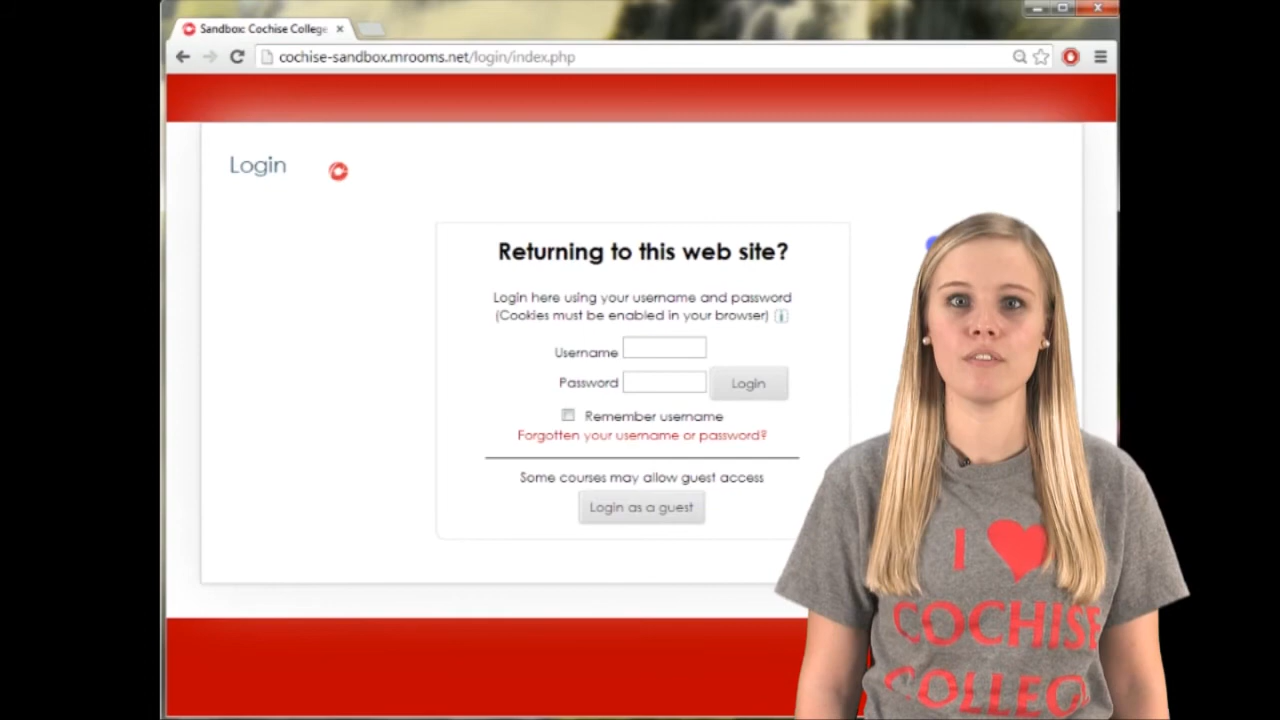 Sandbox: Cochise College
cochise-sandbox.mrooms.net/login/index.php
Login
Returning to this web site?
Login here using your username and password
(Cookies must be enabled in your browser)
Username
Password
Login
Remember username
Forgotten your username or password?
Some courses may allow guest access
Login as a guest
I
COCHISE
COLLEGE